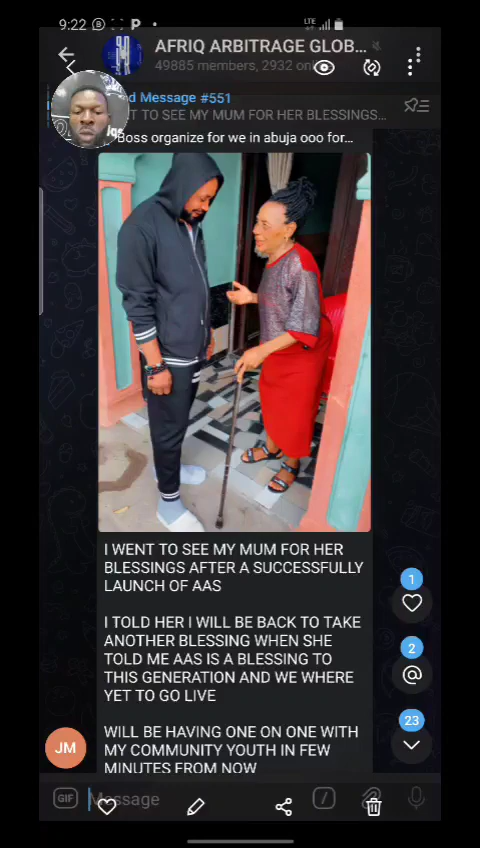 9:22
LTE
AFRIQ ARBITRAGE GLOB...
49885 members, 2932 onl
d Message #551
T TO SEE MY MUM FOR HER BLESSINGS...
Boss organize for we in abuja ooo for...
I WENT TO SEE MY MUM FOR HER
BLESSINGS AFTER A SUCCESSFULLY
LAUNCH OF AAS
I TOLD HER I WILL BE BACK TO TAKE
ANOTHER BLESSING WHEN SHE
TOLD ME AAS IS A BLESSING TO
THIS GENERATION AND WE WHERE
YET TO GO LIVE
WILL BE HAVING ONE ON ONE WITH
MY COMMUNITY YOUTH IN FEW
MINUTES FROM NOW
1
2
23
JM
GIF
Message